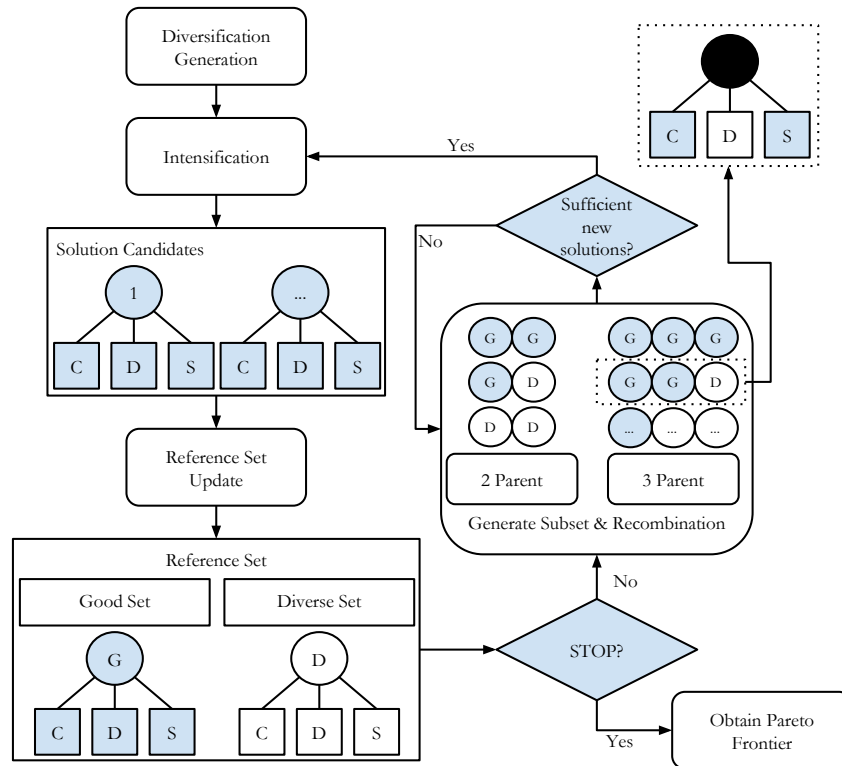 Diversification
Generation
Intensification
Yes
C D S
Sufficient
new
solutions?
No
Solution Candidates
1 ...
C D S C D S
G G G G G
G D G G D
D D ... ... ...
2 Parent 3 Parent
Generate Subset & Recombination
Reference Set
Update
Reference Set
Good Set Diverse Set
G D
C D S C D S
No
STOP?
Yes
Obtain Pareto
Frontier